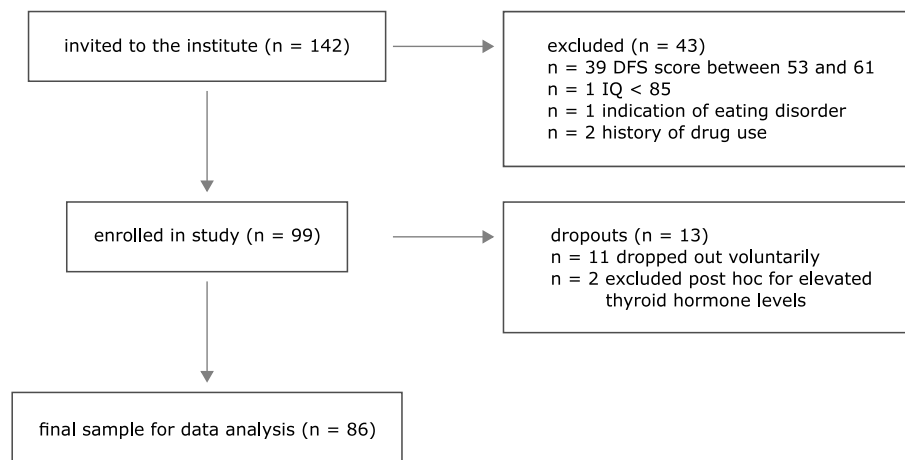 invited to the institute (n = 142)
excluded (n = 43)
n = 39 DFS score between 53 and 61
n = 1 IQ < 85
n = 1 indication of eating disorder
n = 2 history of drug use
enrolled in study (n = 99)
dropouts (n = 13)
n = 11 dropped out voluntarily
n = 2 excluded post hoc for elevated
thyroid hormone levels
final sample for data analysis (n = 86)